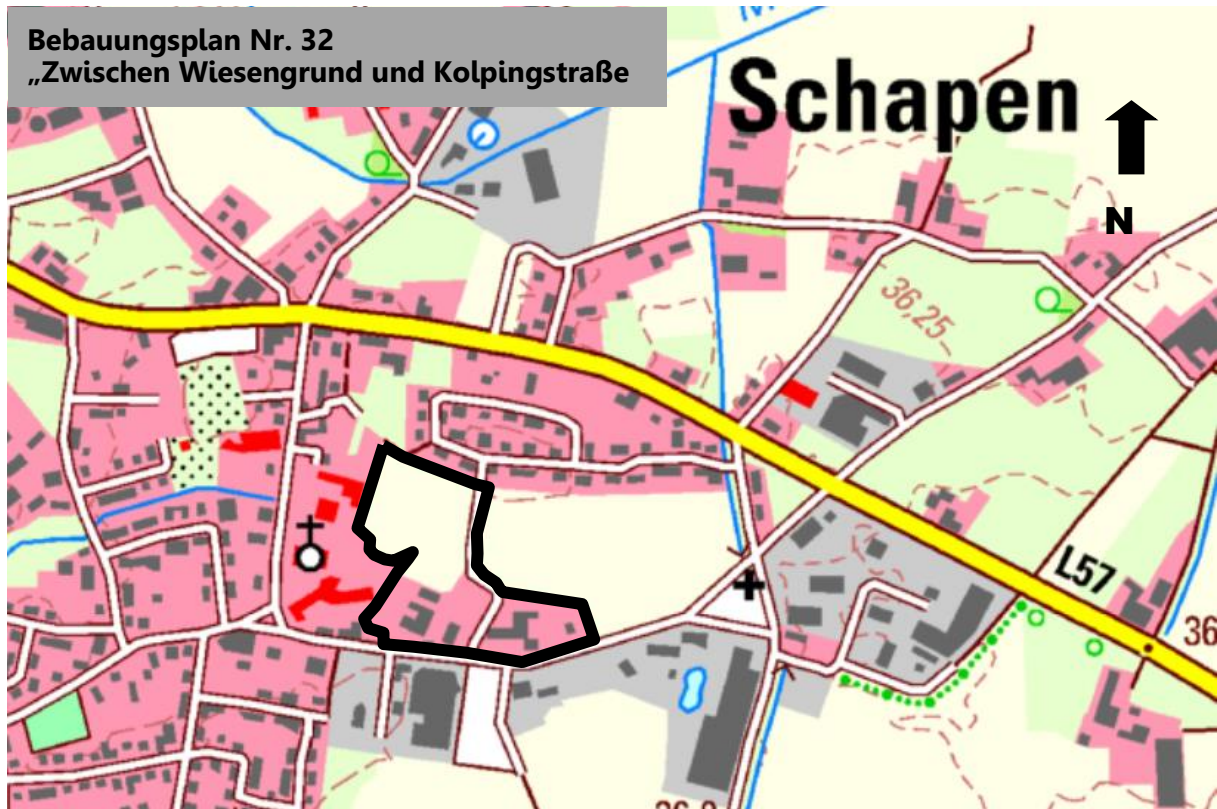 Bebauungsplan Nr. 32
„Zwischen Wiesengrund und Kolpingstraße
Schapen
N
36,25
L57
36